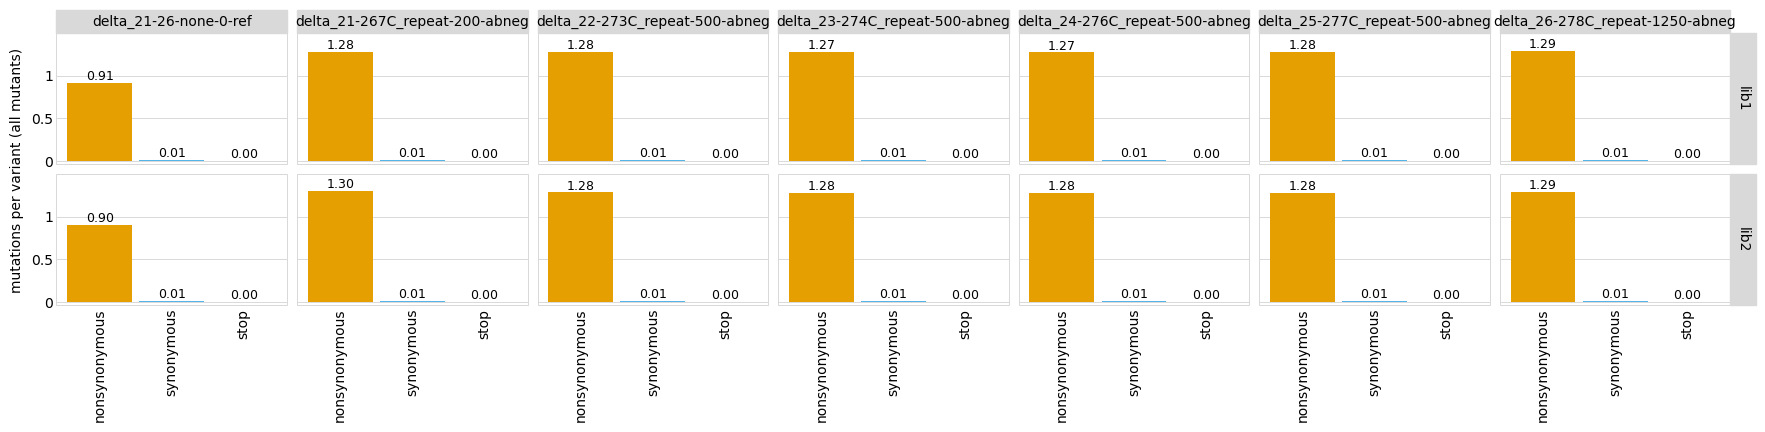 delta_21-26-none-0-ref delta_21-267C_repeat-200-abneg delta_22-273C_repeat-500-abneg delta_23-274C_repeat-500-abneg delta_24-276C_repeat-500-abneg delta_25-277C_repeat-500-abneg delta_26-278C_repeat-1250-abneg
mutations per variant (all mutants)
1
0.5
0
0.91 0.01 0.00
1.28 0.01 0.00
1.28 0.01 0.00
1.27 0.01 0.00
1.27 0.01 0.00
1.28 0.01 0.00
1.29 0.01 0.00
lib1
1
0.5
0
0.90 0.01 0.00
1.30 0.01 0.00
1.28 0.01 0.00
1.28 0.01 0.00
1.28 0.01 0.00
1.28 0.01 0.00
1.29 0.01 0.00
lib2
nonsynonymous synonymous stop
nonsynonymous synonymous stop
nonsynonymous synonymous stop
nonsynonymous synonymous stop
nonsynonymous synonymous stop
nonsynonymous synonymous stop
nonsynonymous synonymous stop